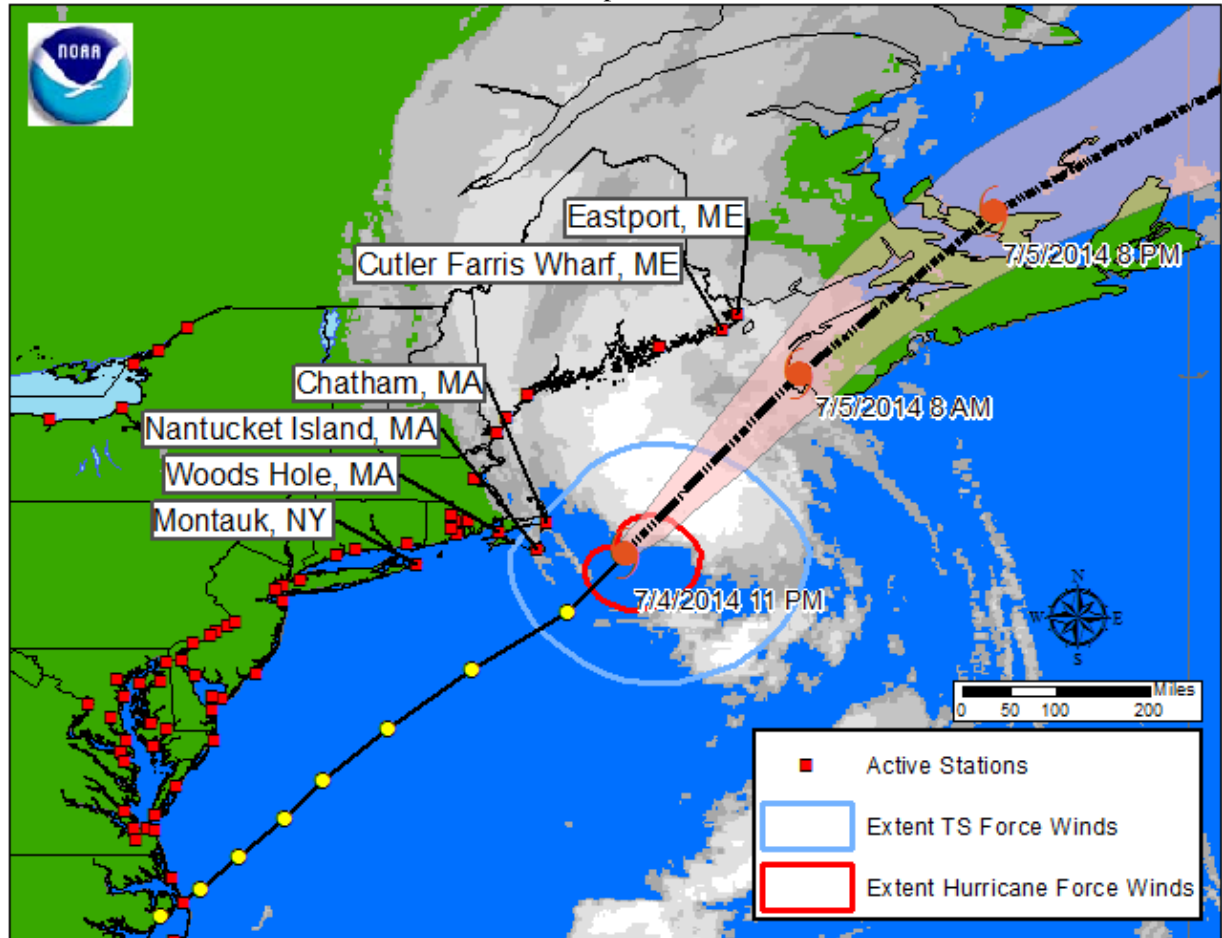 NOAA
Eastport, ME
Cutler Farris Wharf, ME
7/5/2014 8 PM
Chatham, MA
7/5/2014 8 AM
Nantucket Island, MA
Woods Hole, MA
Montauk, NY
7/4/2014 11 PM
N
W E
S
Miles
0 50 100 200
Active Stations
Extent TS Force Winds
Extent Hurricane Force Winds